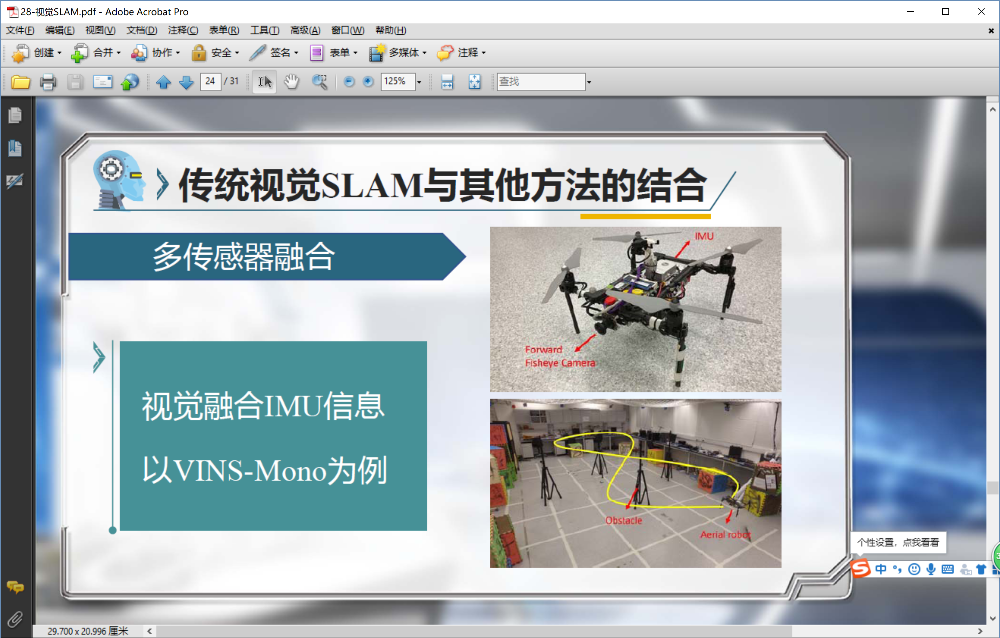 28-视觉SLAM.pdf - Adobe Acrobat Pro
文件(F) 编辑(E) 视图(V) 文档(D) 注释(C) 表单(R) 工具(T) 高级(A) 窗口(W) 帮助(H)
创建 合并 协作 安全 签名 表单 多媒体 注释
24 / 31 125% 查找
传统视觉SLAM与其他方法的结合
多传感器融合
IMU
Forward
Fisheye Camera
视觉融合IMU信息
以VINS-Mono为例
Obstacle
Aerial robot
个性设置，点我看看
中
29.700 x 20.996 厘米